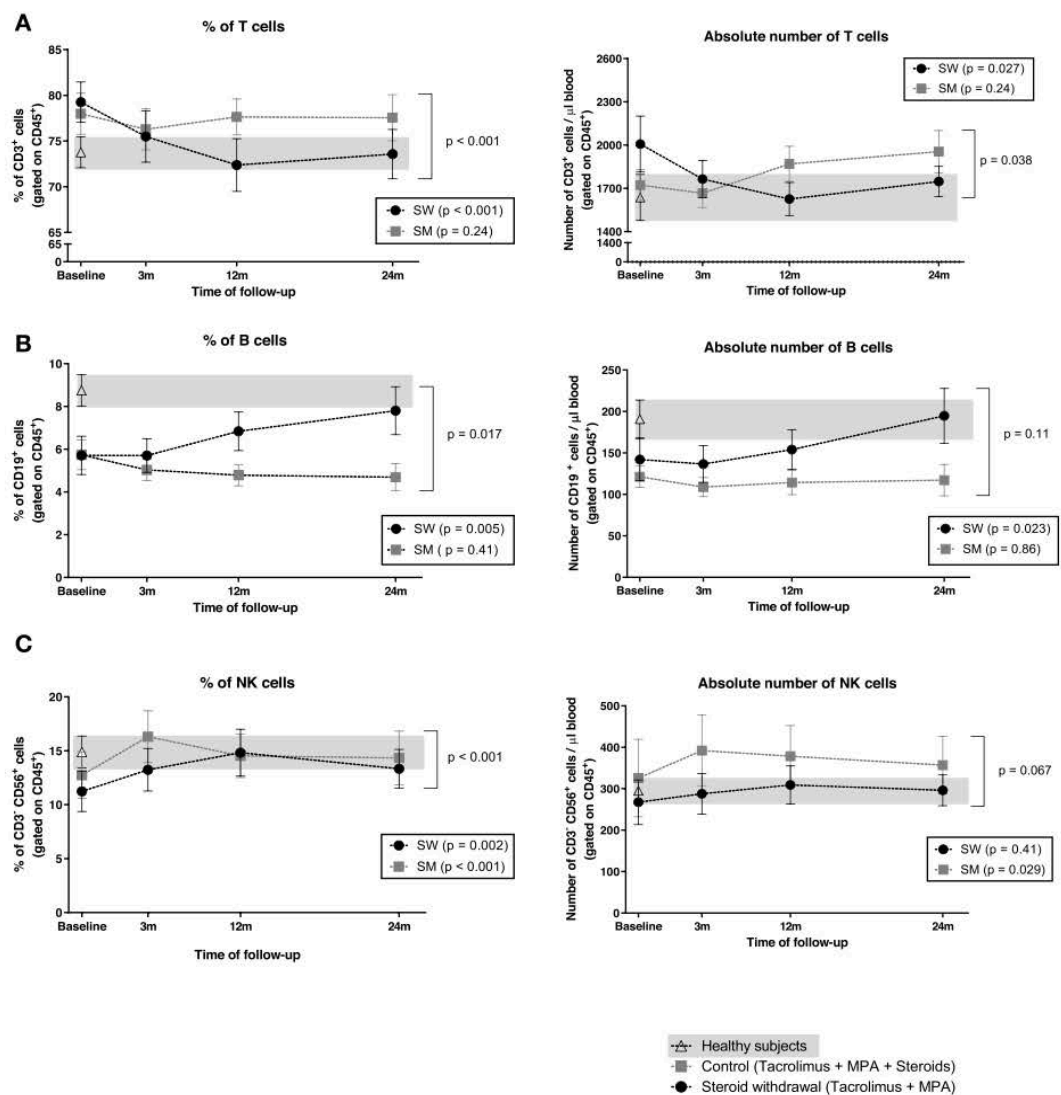 A
% of T cells
% of CD3+ cells
(gated on CD45+)
85
80
75
70
65
65
0
p < 0.001
SW (p < 0.001)
SM (p = 0.24)
Baseline 3m 12m 24m
Time of follow-up
Absolute number of T cells
Number of CD3+ cells / μl blood
(gated on CD45+)
2600
2300
2000
1700
1400
1400
0
SW (p = 0.027)
SM (p = 0.24)
p = 0.038
Baseline 3m 12m 24m
Time of follow-up
B
% of B cells
% of CD19+ cells
(gated on CD45+)
10
8
6
4
2
0
p = 0.017
SW (p = 0.005)
SM ( p = 0.41)
Baseline 3m 12m 24m
Time of follow-up
Absolute number of B cells
Number of CD19 + cells / μl blood
(gated on CD45+)
250
200
150
100
50
0
p = 0.11
SW (p = 0.023)
SM (p = 0.86)
Baseline 3m 12m 24m
Time of follow-up
C
% of NK cells
% of CD3- CD56+ cells
(gated on CD45+)
20
15
10
5
0
p < 0.001
SW (p = 0.002)
SM (p < 0.001)
Baseline 3m 12m 24m
Time of follow-up
Absolute number of NK cells
Number of CD3- CD56+ cells / μl blood
(gated on CD45+)
500
400
300
200
100
0
p = 0.067
SW (p = 0.41)
SM (p = 0.029)
Baseline 3m 12m 24m
Time of follow-up
Healthy subjects
Control (Tacrolimus + MPA + Steroids)
Steroid withdrawal (Tacrolimus + MPA)